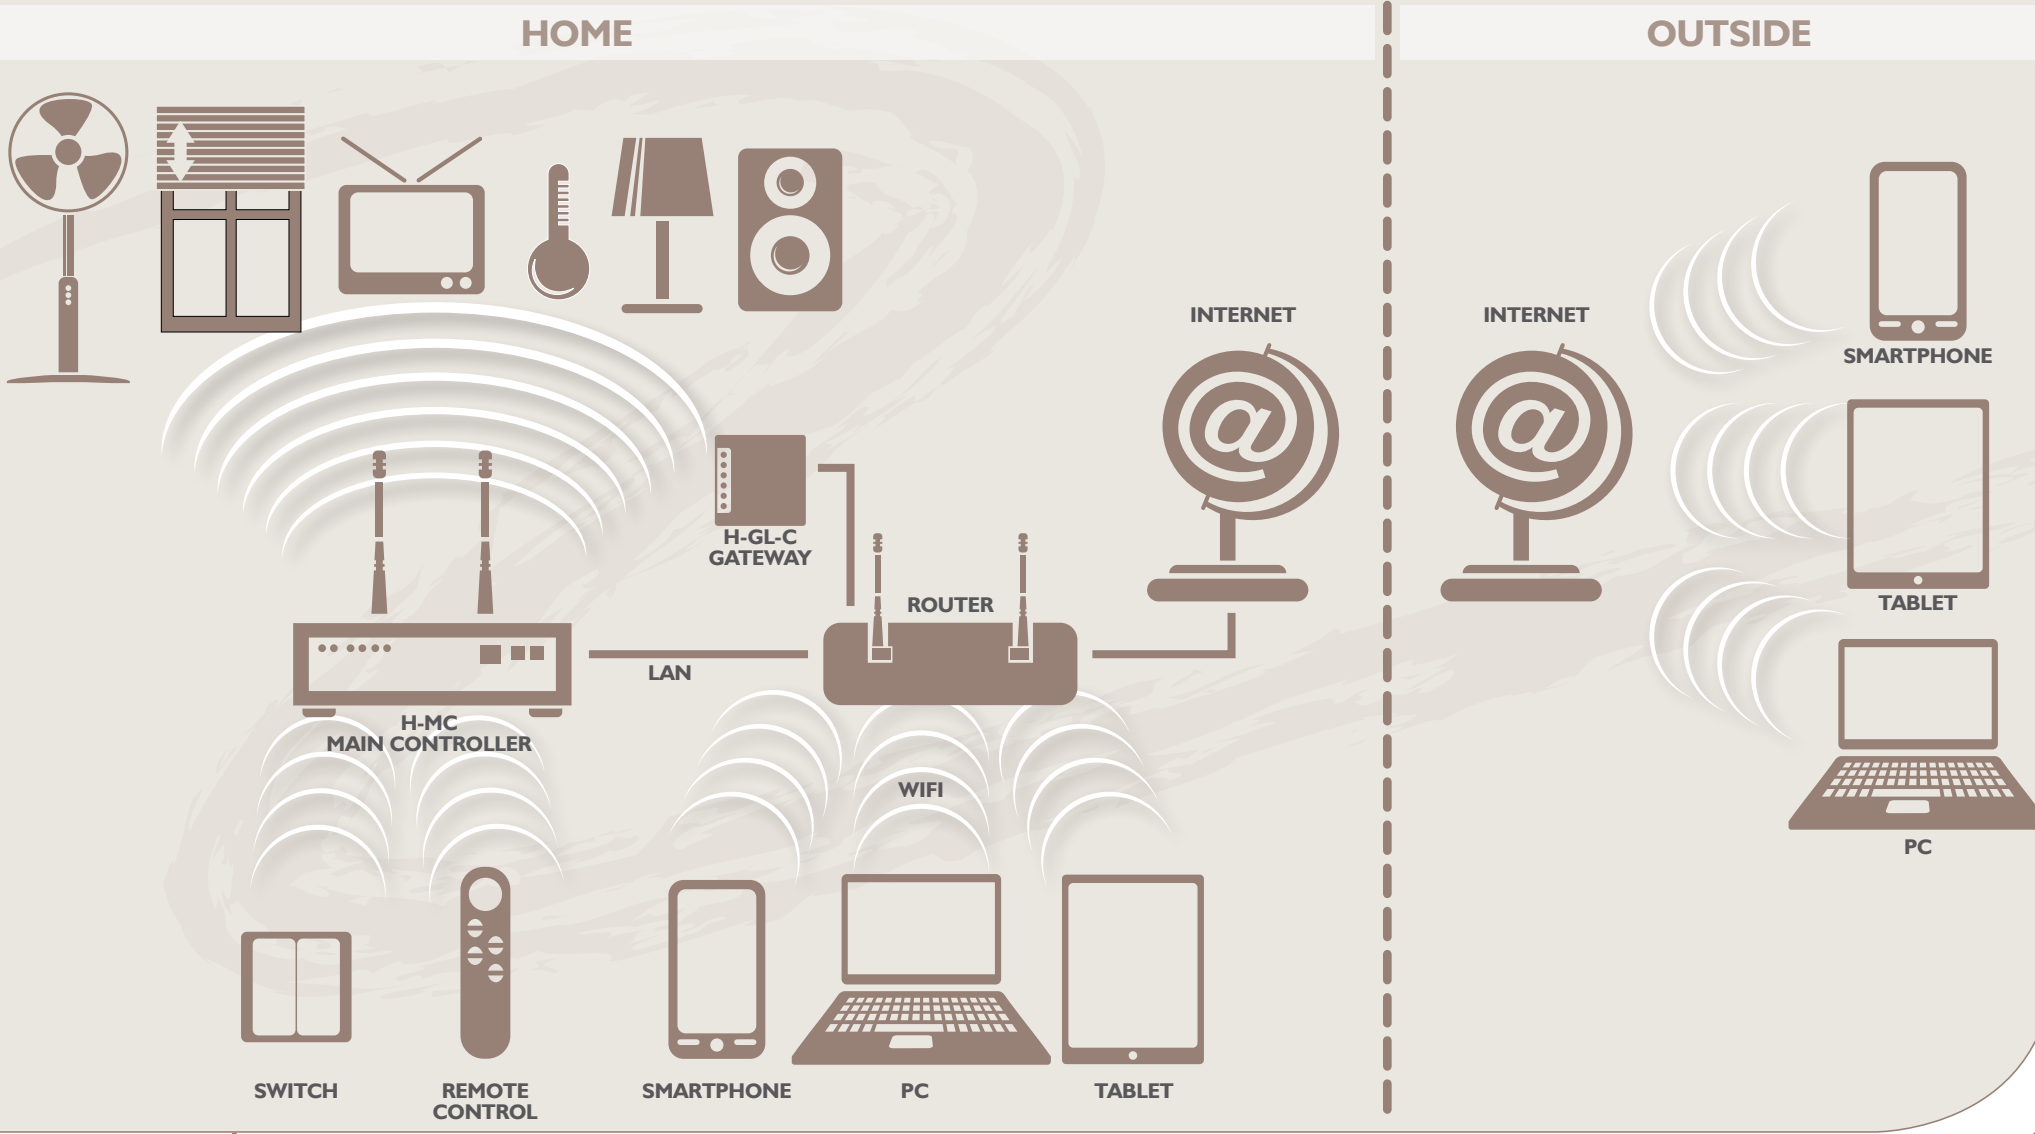 HOME
OUTSIDE
INTERNET
INTERNET
SMARTPHONE
H-GL-C
GATEWAY
ROUTER
TABLET
LAN
H-MC
MAIN CONTROLLER
WIFI
PC
SWITCH
REMOTE
CONTROL
SMARTPHONE
PC
TABLET
@
@